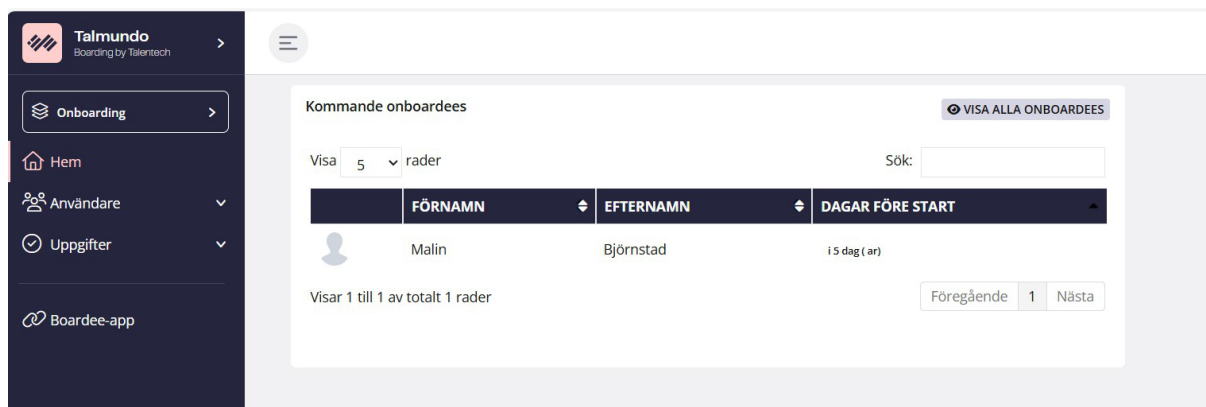 Talmundo
Boarding by Talentech
Onboarding
Hem
Användare
Uppgifter
Boardee-app
Kommande onboardees
VISA ALLA ONBOARDEES
Visa 5 rader
Sök:
FÖRNAMN EFTERNAMN DAGAR FÖRE START
Malin Björnstad i 5 dag ( ar)
Visar 1 till 1 av totalt 1 rader
Föregående 1 Nästa